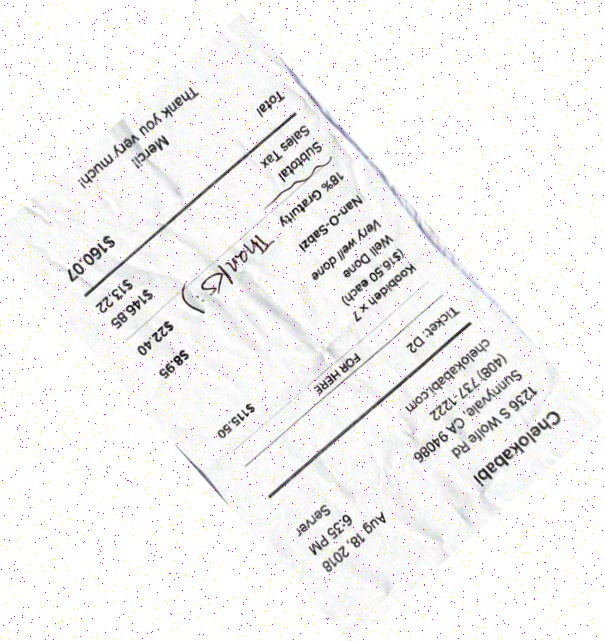 Chelokababi
1236 S Wolfe Rd
Sunnyvale, CA 94086
(408) 737-1222
chelokababi.com
Aug 18, 2018
6:35 PM
Server
Ticket: D2
FOR HERE
Koobideh x 7 $115.50
($16.50 each)
Well Done
Very well done
Nan-O-Sabzi $8.95
18% Gratuity $22.40
Thanks :)
Subtotal $146.85
Sales Tax $13.22
Total $160.07
Merci!
Thank you very much!